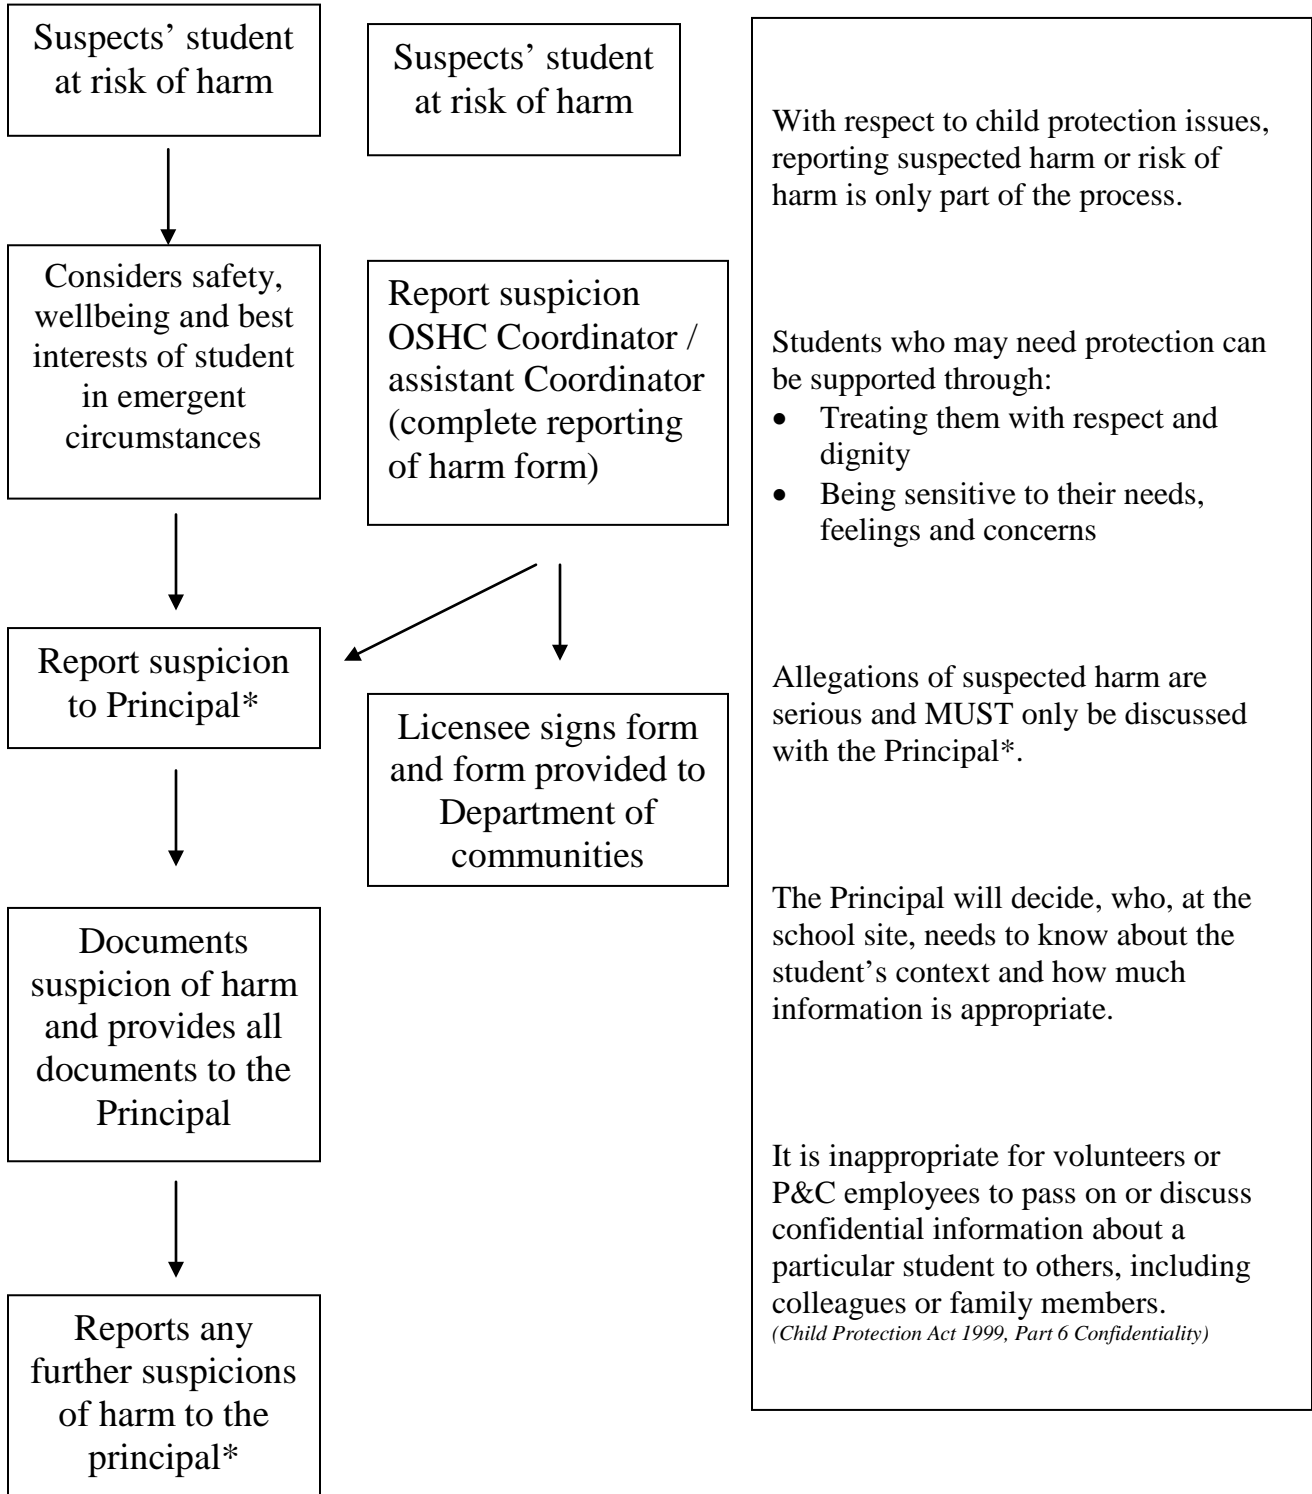 Suspects’ student
at risk of harm
Considers safety,
wellbeing and best
interests of student
in emergent
circumstances
Report suspicion
to Principal*
Documents
suspicion of harm
and provides all
documents to the
Principal
Reports any
further suspicions
of harm to the
principal*
Suspects’ student
at risk of harm
Report suspicion
OSHC Coordinator /
assistant Coordinator
(complete reporting
of harm form)
Licensee signs form
and form provided to
Department of
communities
With respect to child protection issues,
reporting suspected harm or risk of
harm is only part of the process.
Students who may need protection can
be supported through:
• Treating them with respect and
dignity
• Being sensitive to their needs,
feelings and concerns
Allegations of suspected harm are
serious and MUST only be discussed
with the Principal*.
The Principal will decide, who, at the
school site, needs to know about the
student’s context and how much
information is appropriate.
It is inappropriate for volunteers or
P&C employees to pass on or discuss
confidential information about a
particular student to others, including
colleagues or family members.
(Child Protection Act 1999, Part 6 Confidentiality)